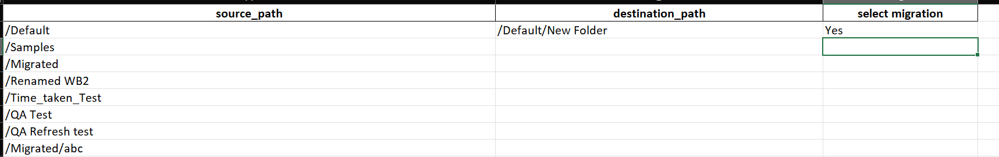 source_path destination_path select migration
/Default /Default/New Folder Yes
/Samples
/Migrated
/Renamed WB2
/Time_taken_Test
/QA Test
/QA Refresh test
/Migrated/abc